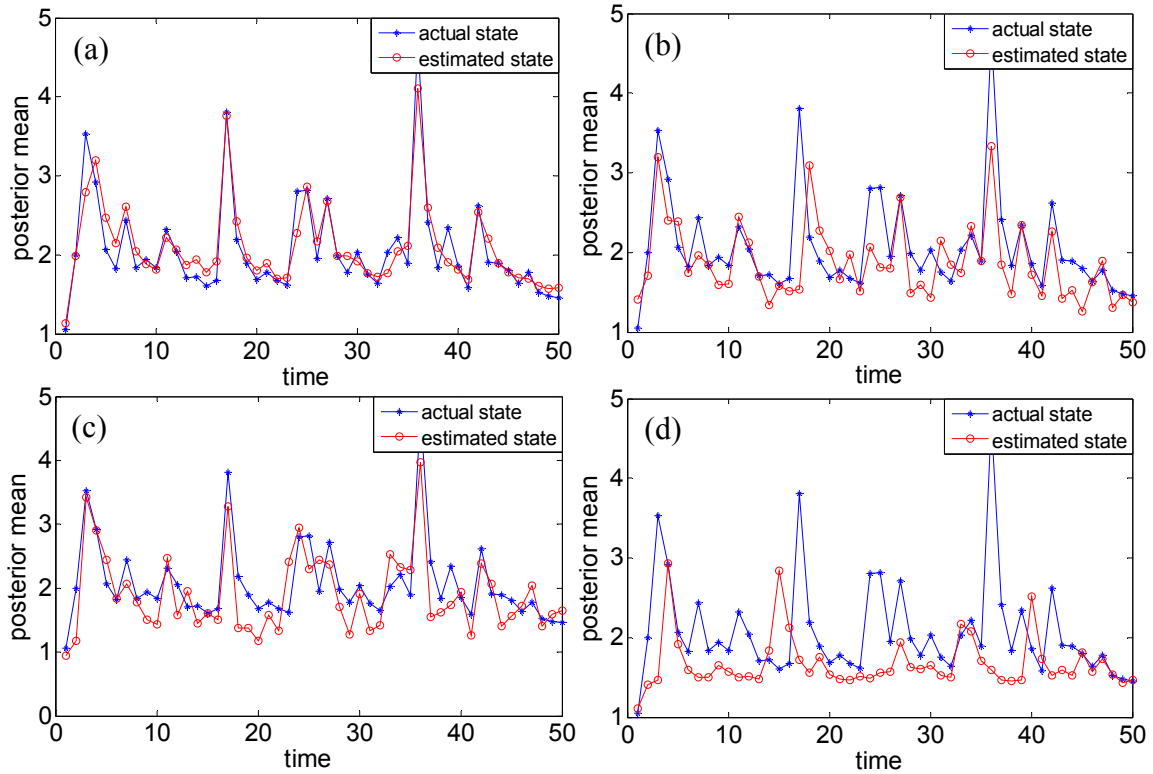 (a)
actual state
estimated state
posterior mean
5
4
3
2
1
0 10 20 30 40 50
time
(b)
actual state
estimated state
posterior mean
5
4
3
2
1
0 10 20 30 40 50
time
(c)
actual state
estimated state
posterior mean
5
4
3
2
1
0
0 10 20 30 40 50
time
(d)
actual state
estimated state
posterior mean
5
4
3
2
1
0 10 20 30 40 50
time